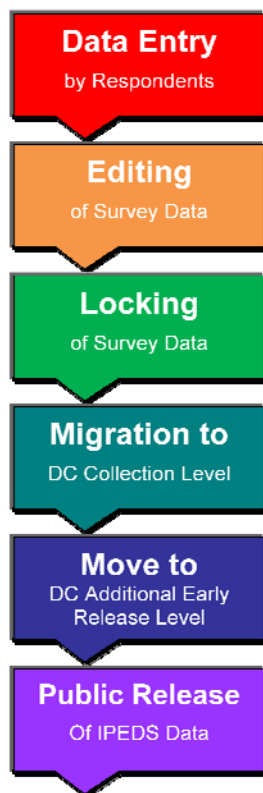 Data Entry
by Respondents
Editing
of Survey Data
Locking
of Survey Data
Migration to
DC Collection Level
Move to
DC Additional Early
Release Level
Public Release
Of IPEDS Data